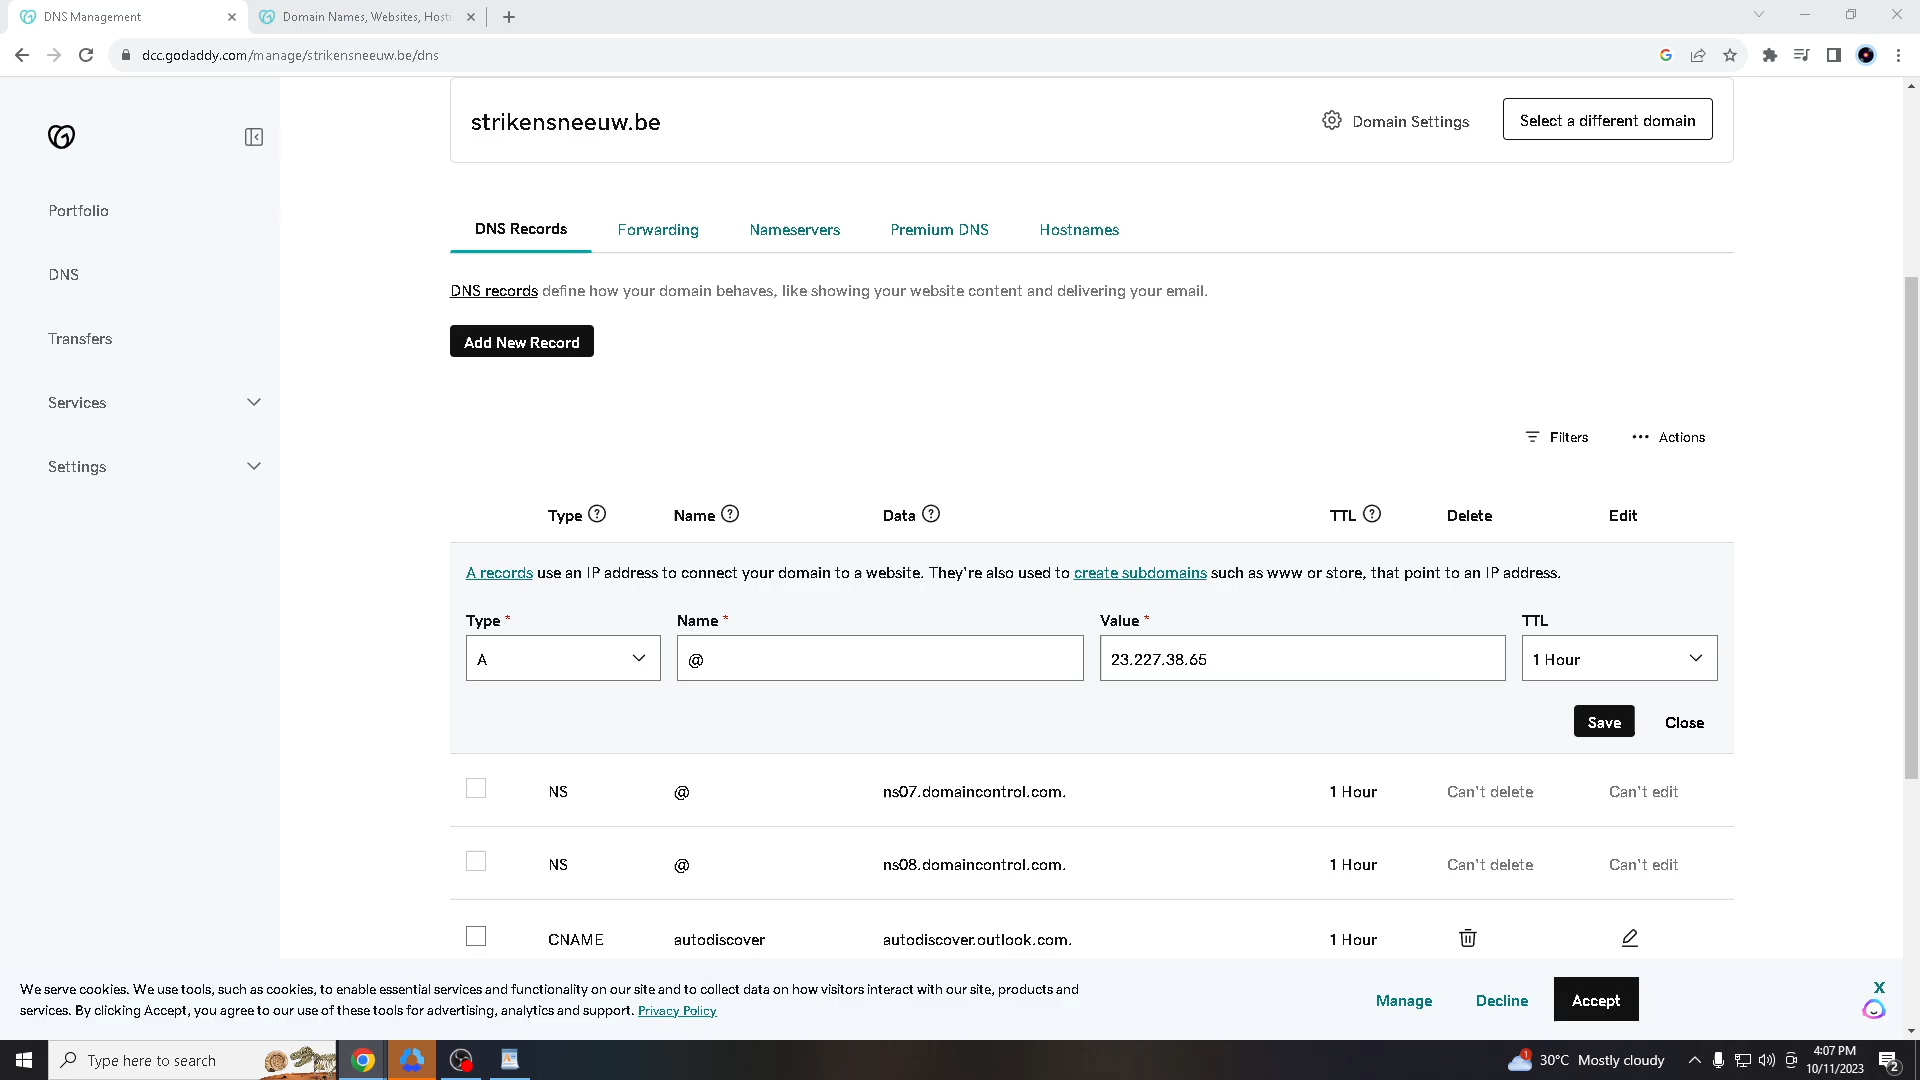 DNS Management
Domain Names, Websites, Hosti
dcc.godaddy.com/manage/strikensneeuw.be/dns
strikensneeuw.be
Domain Settings
Select a different domain
Portfolio
DNS
Transfers
Services
Settings
DNS Records
Forwarding
Nameservers
Premium DNS
Hostnames
DNS records define how your domain behaves, like showing your website content and delivering your email.
Add New Record
Filters
Actions
Type
Name
Data
TTL
Delete
Edit
A records use an IP address to connect your domain to a website. They're also used to create subdomains such as www or store, that point to an IP address.
Type *
Name *
Value *
TTL
A
@
23.227.38.65
1 Hour
Save
Close
NS @ ns07.domaincontrol.com. 1 Hour Can't delete Can't edit
NS @ ns08.domaincontrol.com. 1 Hour Can't delete Can't edit
CNAME autodiscover autodiscover.outlook.com. 1 Hour
We serve cookies. We use tools, such as cookies, to enable essential services and functionality on our site and to collect data on how visitors interact with our site, products and
services. By clicking Accept, you agree to our use of these tools for advertising, analytics and support. Privacy Policy
Manage
Decline
Accept
X
Type here to search
1
30°C Mostly cloudy
4:07 PM
10/11/2023
2